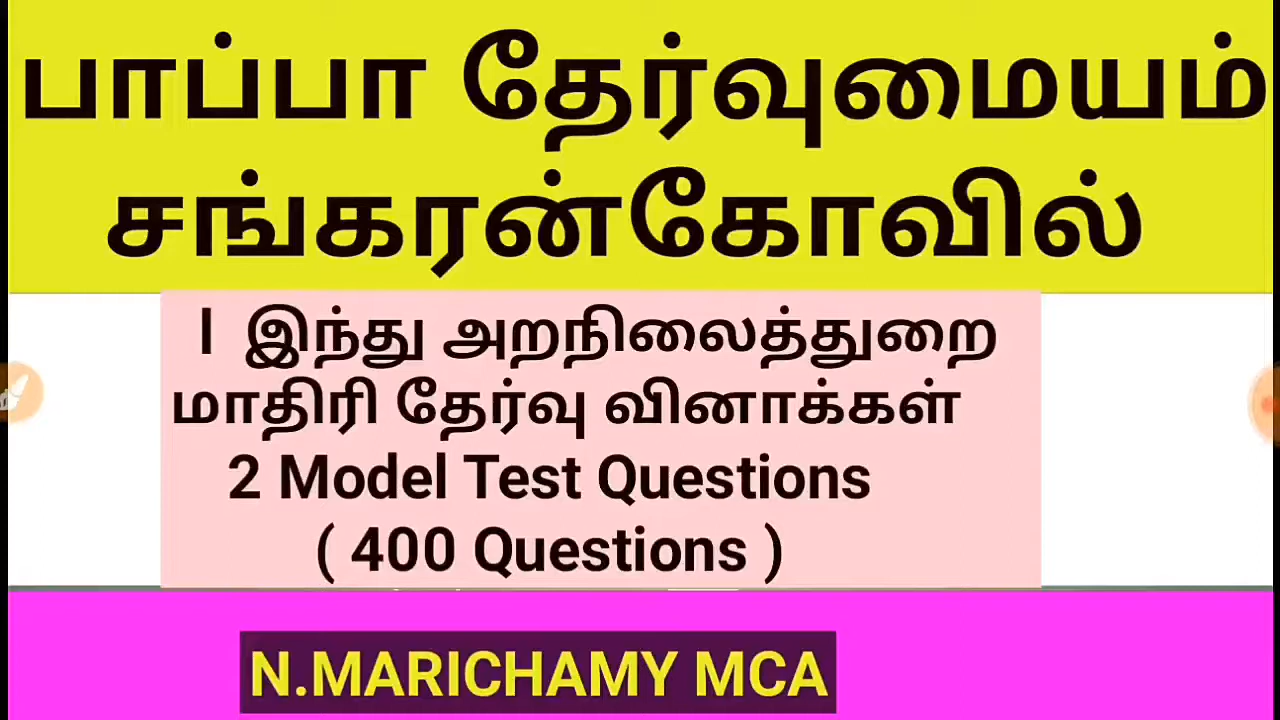 பாப்பா தேர்வுமையம்
சங்கரன்கோவில்
I இந்து அறநிலைத்துறை
மாதிரி தேர்வு வினாக்கள்
2 Model Test Questions
( 400 Questions )
N.MARICHAMY MCA